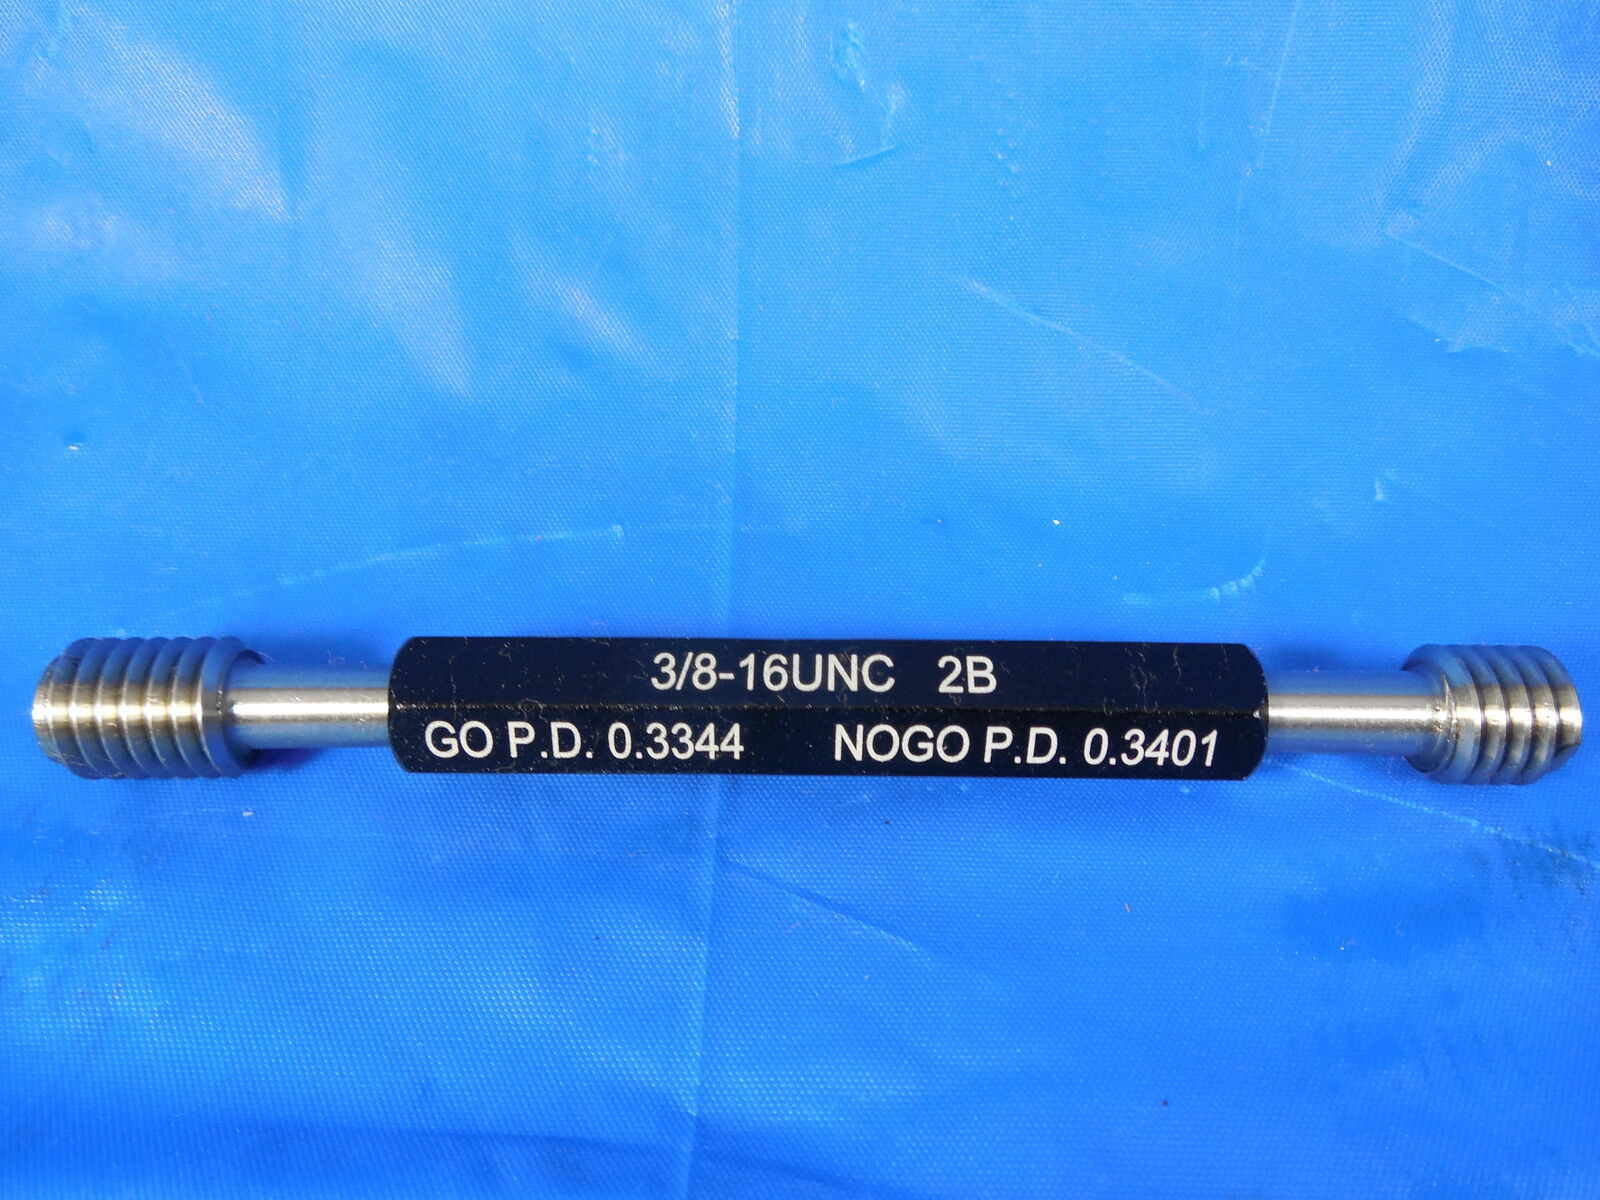 3/8-16UNC 2B
GO P.D. 0.3344 NOGO P.D. 0.3401